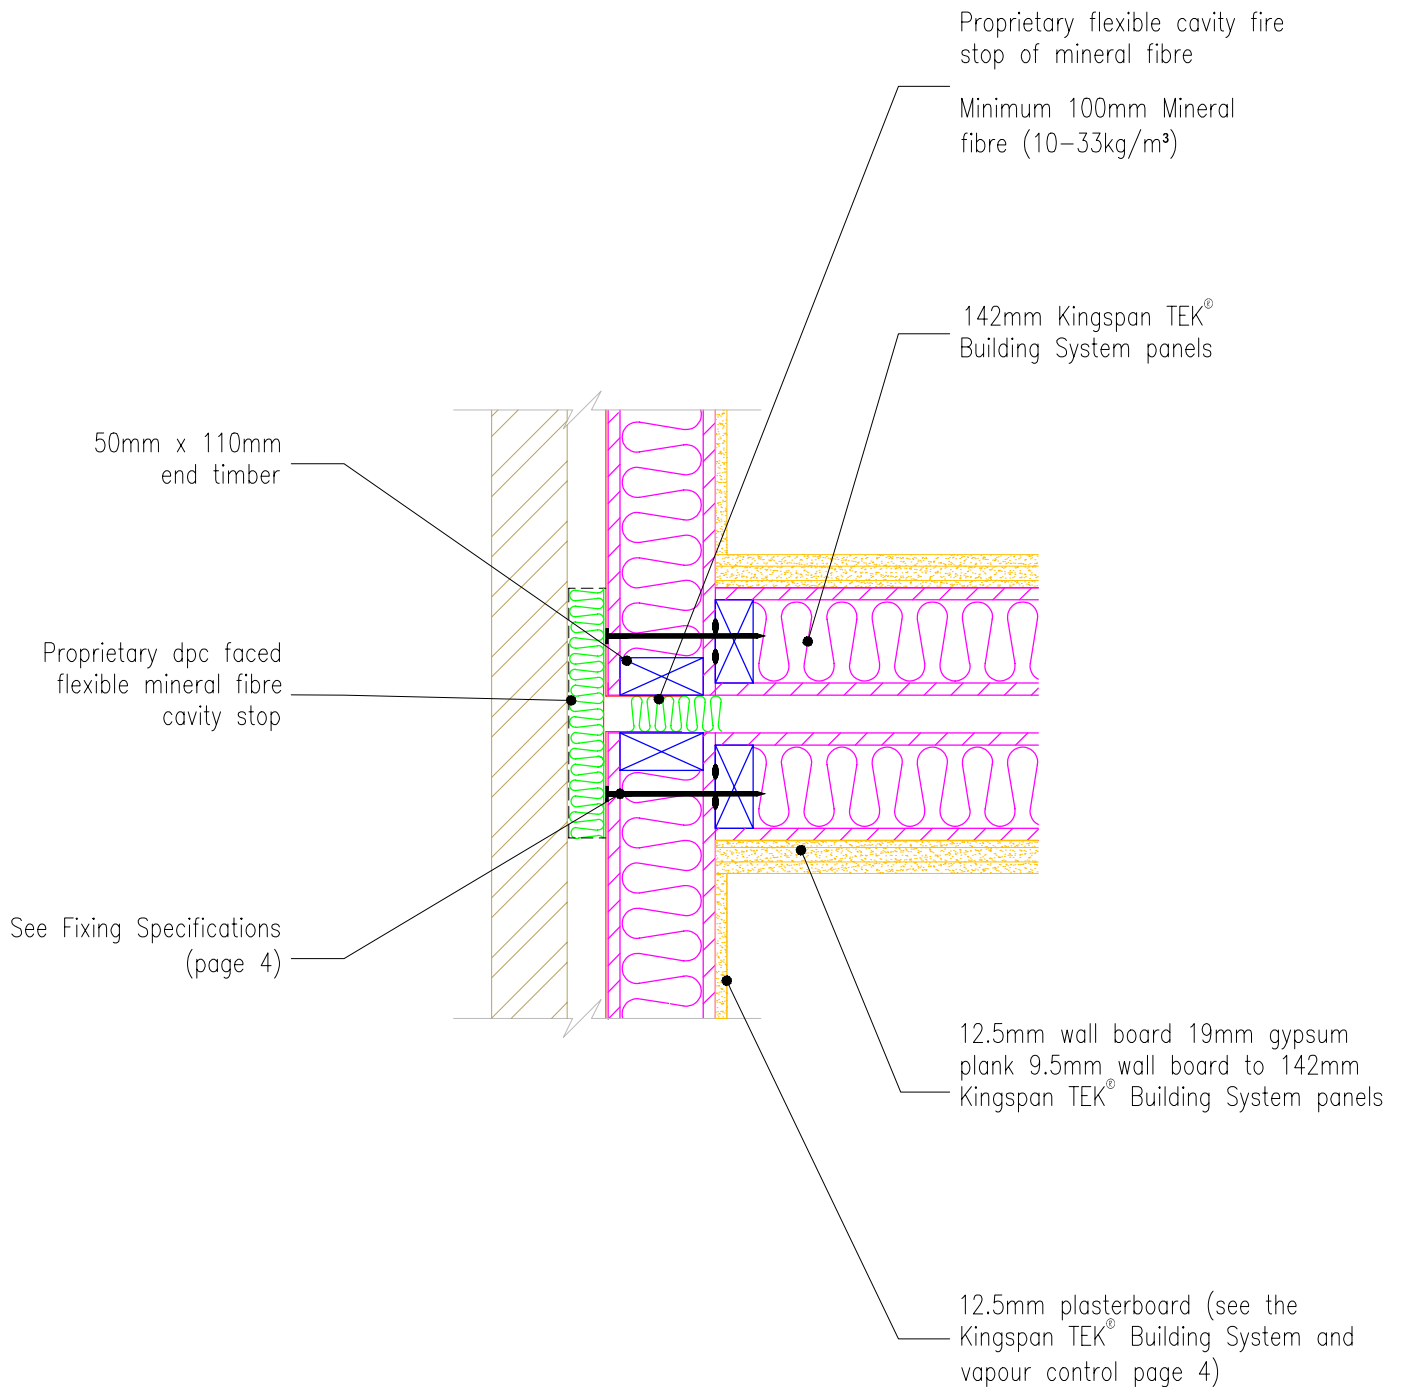 Proprietary flexible cavity fire
stop of mineral fibre
Minimum 100mm Mineral
fibre (10-33kg/m³)
142mm Kingspan TEK®
Building System panels
50mm x 110mm
end timber
Proprietary dpc faced
flexible mineral fibre
cavity stop
See Fixing Specifications
(page 4)
12.5mm wall board 19mm gypsum
plank 9.5mm wall board to 142mm
Kingspan TEK® Building System panels
12.5mm plasterboard (see the
Kingspan TEK® Building System and
vapour control page 4)